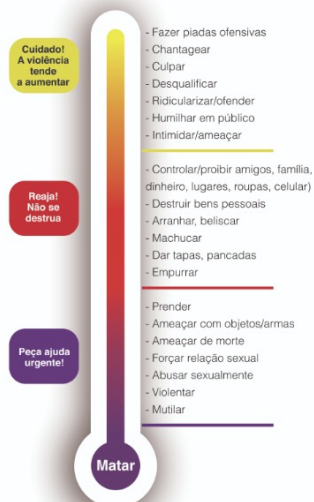 Cuidado!
A violência
tende
a aumentar
- Fazer piadas ofensivas
- Chantagear
- Culpar
- Desqualificar
- Ridicularizar/ofender
- Humilhar em público
- Intimidar/ameaçar
Reaja!
Não se
destrua
- Controlar/proibir amigos, família,
dinheiro, lugares, roupas, celular)
- Destruir bens pessoais
- Arranhar, beliscar
- Machucar
- Dar tapas, pancadas
- Empurrar
Peça ajuda
urgente!
- Prender
- Ameaçar com objetos/armas
- Ameaçar de morte
- Forçar relação sexual
- Abusar sexualmente
- Violentar
- Mutilar
Matar